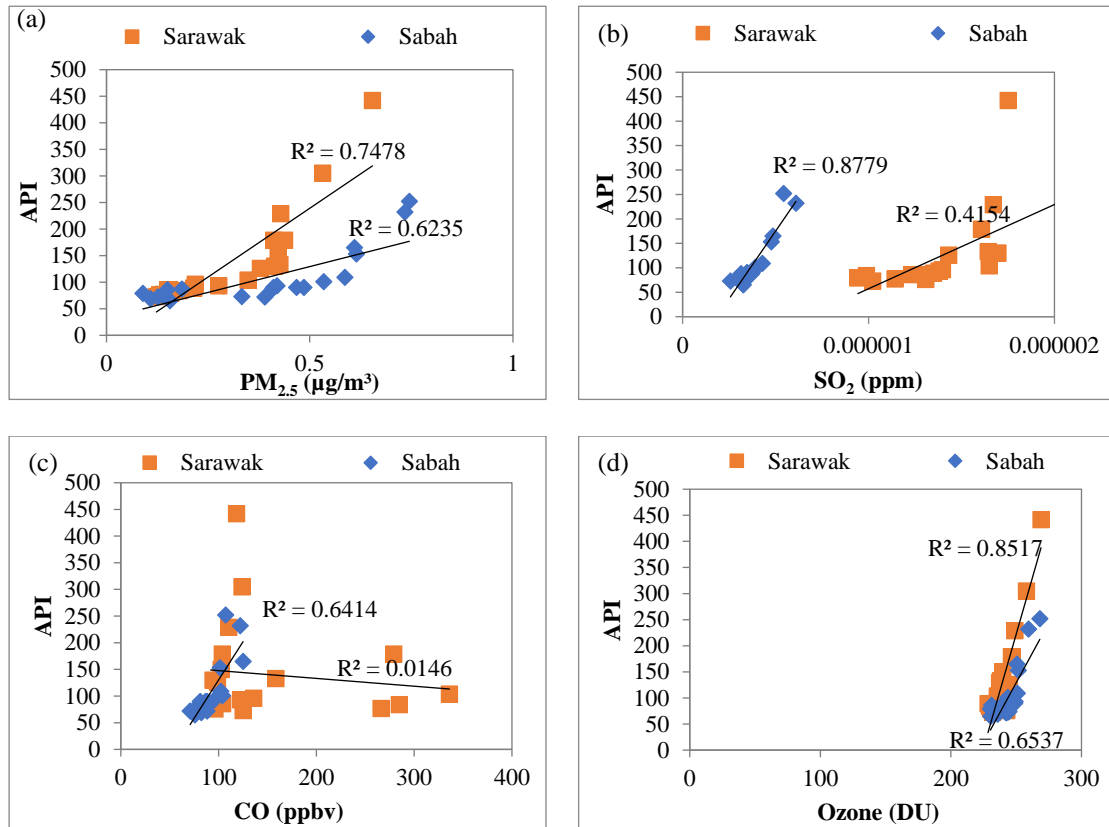 (a)
Sarawak Sabah
500
450
400
350
300
250
200
150
100
50
0
API
R² = 0.7478
R² = 0.6235
0 0.5 1
PM2.5 (µg/m³)
(b)
Sarawak Sabah
500
450
400
350
300
250
200
150
100
50
0
API
R² = 0.8779
R² = 0.4154
0 0.000001 0.000002
SO2 (ppm)
(c)
Sarawak Sabah
500
450
400
350
300
250
200
150
100
50
0
API
R² = 0.6414
R² = 0.0146
0 100 200 300 400
CO (ppbv)
(d)
Sarawak Sabah
500
450
400
350
300
250
200
150
100
50
0
API
R² = 0.8517
R² = 0.6537
0 100 200 300
Ozone (DU)